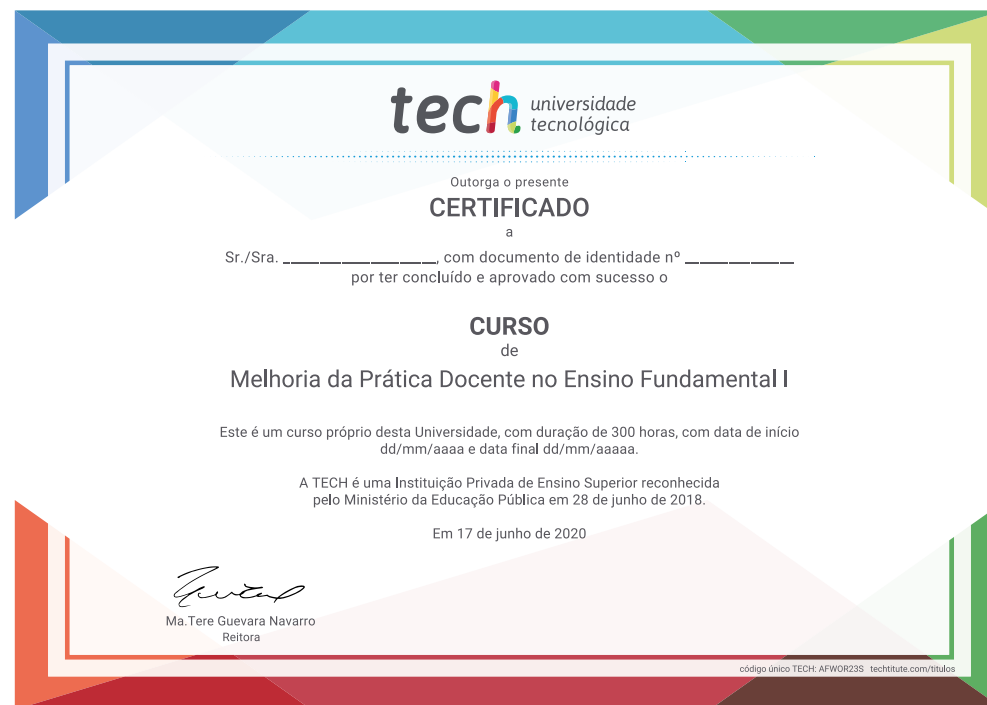 tech universidade
tecnológica
Outorga o presente
CERTIFICADO
a
Sr./Sra. ____________________, com documento de identidade nº ______________
por ter concluído e aprovado com sucesso o
CURSO
de
Melhoria da Prática Docente no Ensino Fundamental I
Este é um curso próprio desta Universidade, com duração de 300 horas, com data de início
dd/mm/aaaa e data final dd/mm/aaaaa.
A TECH é uma Instituição Privada de Ensino Superior reconhecida
pelo Ministério da Educação Pública em 28 de junho de 2018.
Em 17 de junho de 2020
Ma.Tere Guevara Navarro
Reitora
código único TECH: AFWOR23S techtitute.com/titulos